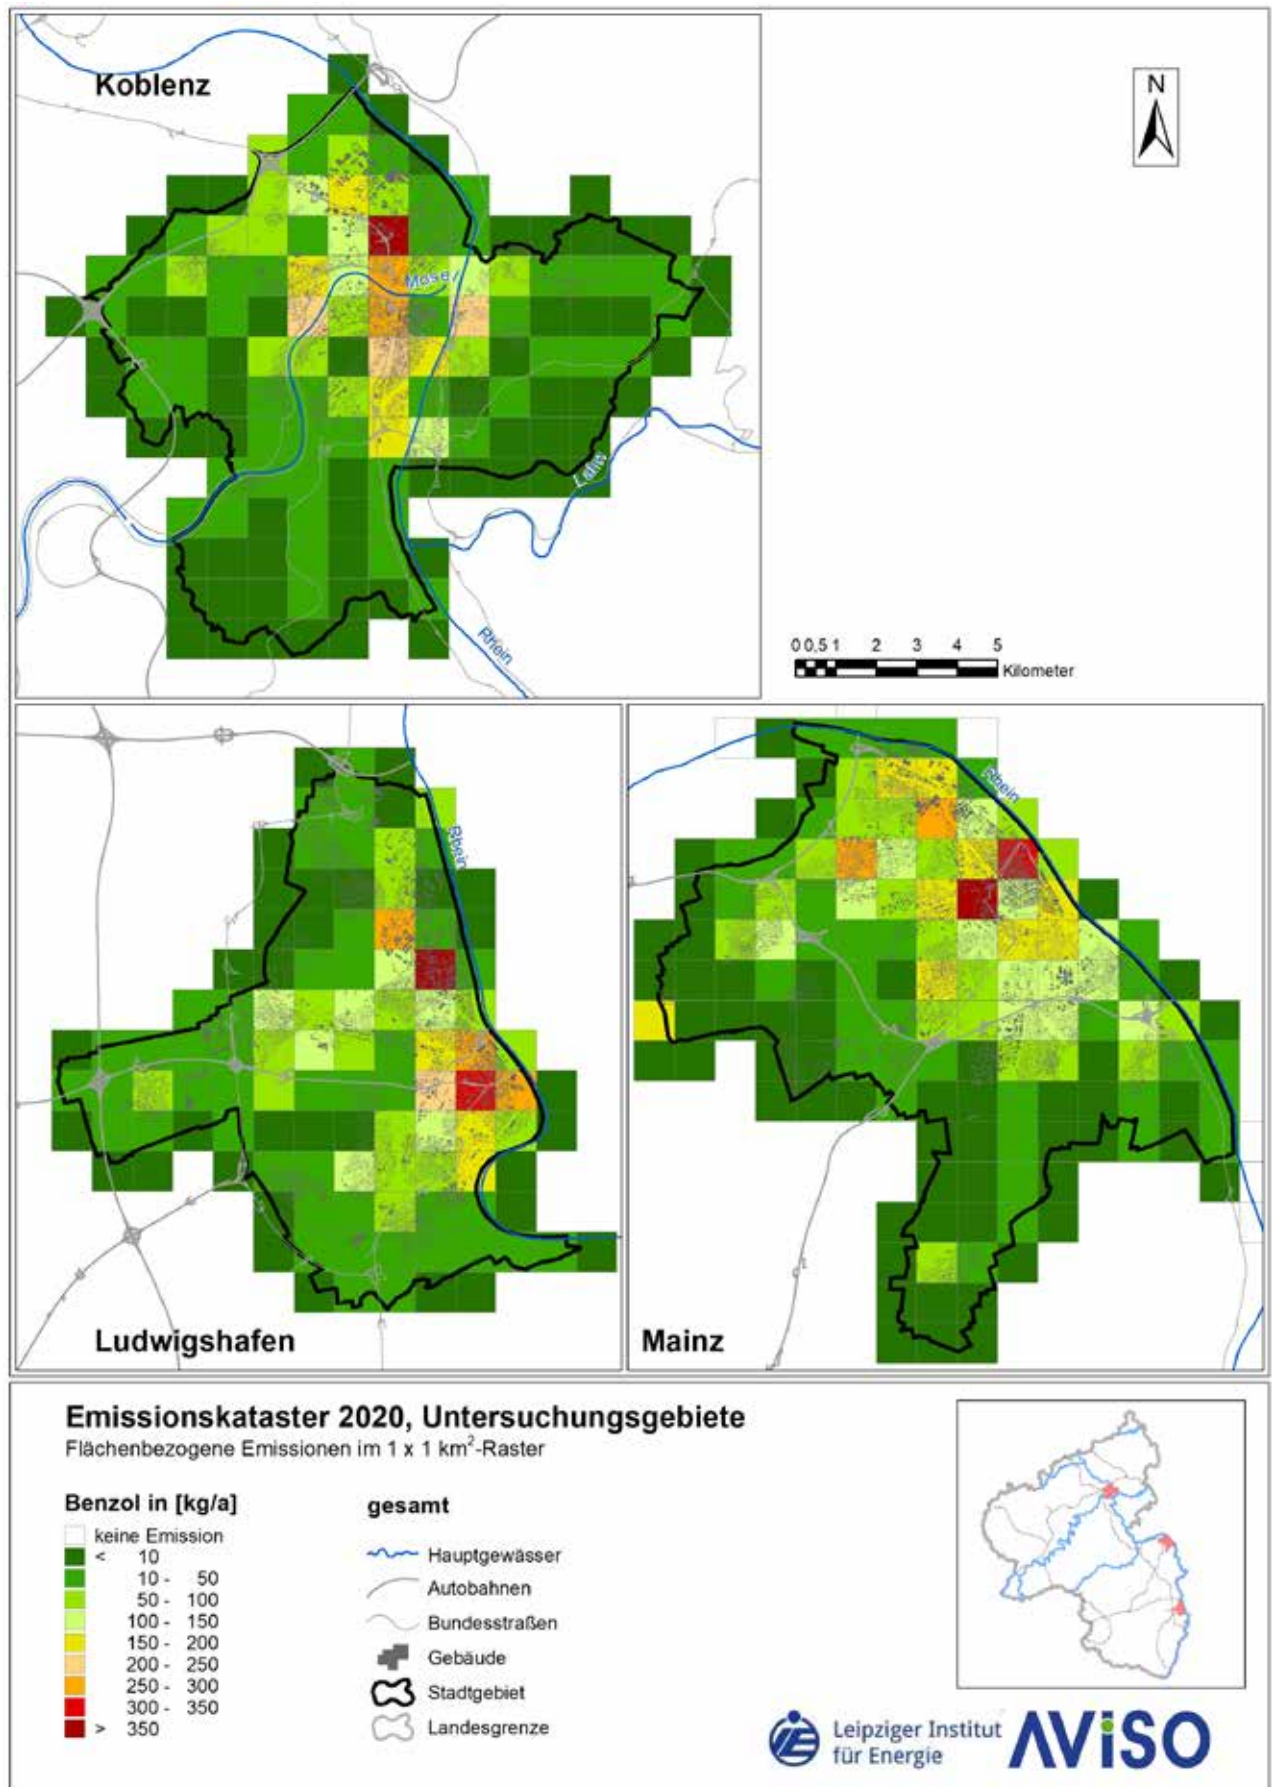 Koblenz
N
Mosel
Lahn
Rhein
0 0,5 1 2 3 4 5
Kilometer
Rhein
Rhein
Ludwigshafen
Mainz
Emissionskataster 2020, Untersuchungsgebiete
Flächenbezogene Emissionen im 1 x 1 km²-Raster
Benzol in [kg/a]
keine Emission
< 10
10 - 50
50 - 100
100 - 150
150 - 200
200 - 250
250 - 300
300 - 350
> 350
gesamt
Hauptgewässer
Autobahnen
Bundesstraßen
Gebäude
Stadtgebiet
Landesgrenze
Leipziger Institut
für Energie
AViSO